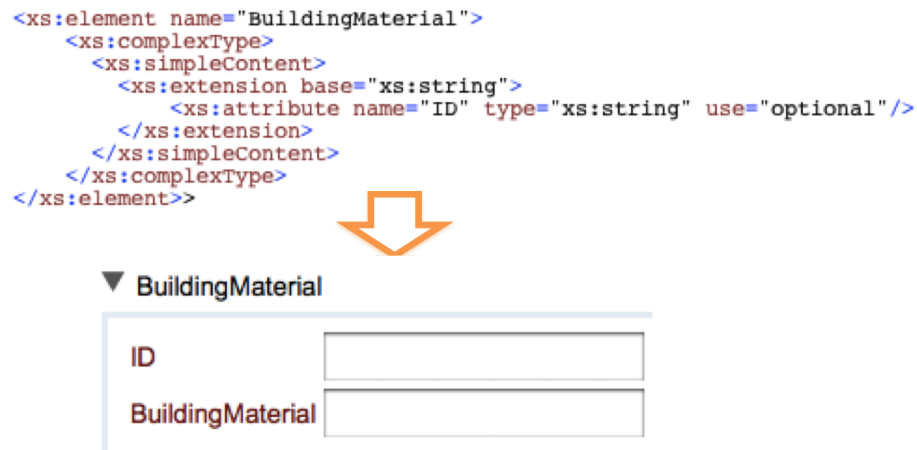 <xs:element name="BuildingMaterial">
<xs:complexType>
<xs:simpleContent>
<xs:extension base="xs:string">
<xs:attribute name="ID" type="xs:string" use="optional"/>
</xs:extension>
</xs:simpleContent>
</xs:complexType>
</xs:element>>
BuildingMaterial
ID
BuildingMaterial